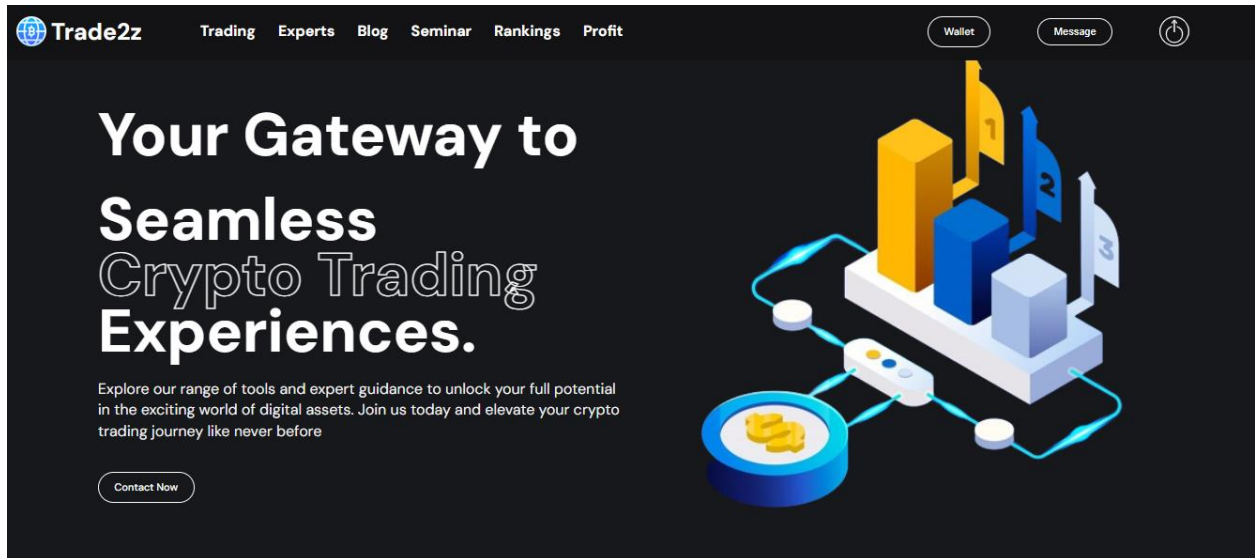 Trade2z
Trading Experts Blog Seminar Rankings Profit
Wallet
Message
Your Gateway to
Seamless
Crypto Trading
Experiences.
Explore our range of tools and expert guidance to unlock your full potential
in the exciting world of digital assets. Join us today and elevate your crypto
trading journey like never before
Contact Now
1
2
3